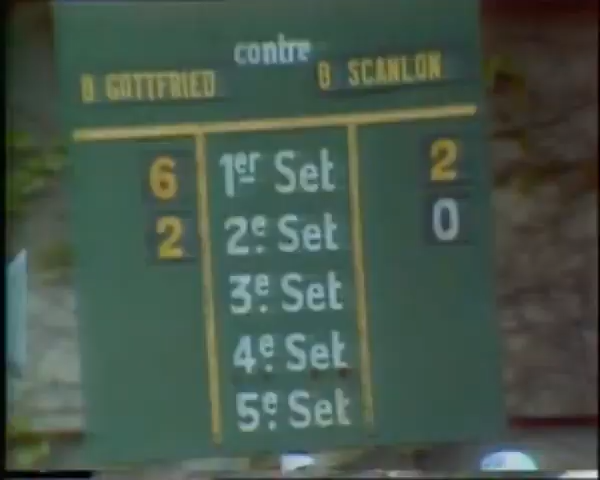 contre
B GOTTFRIED B SCANLON
6 1er Set 2
2 2e. Set 0
3e. Set
4e. Set
5e. Set